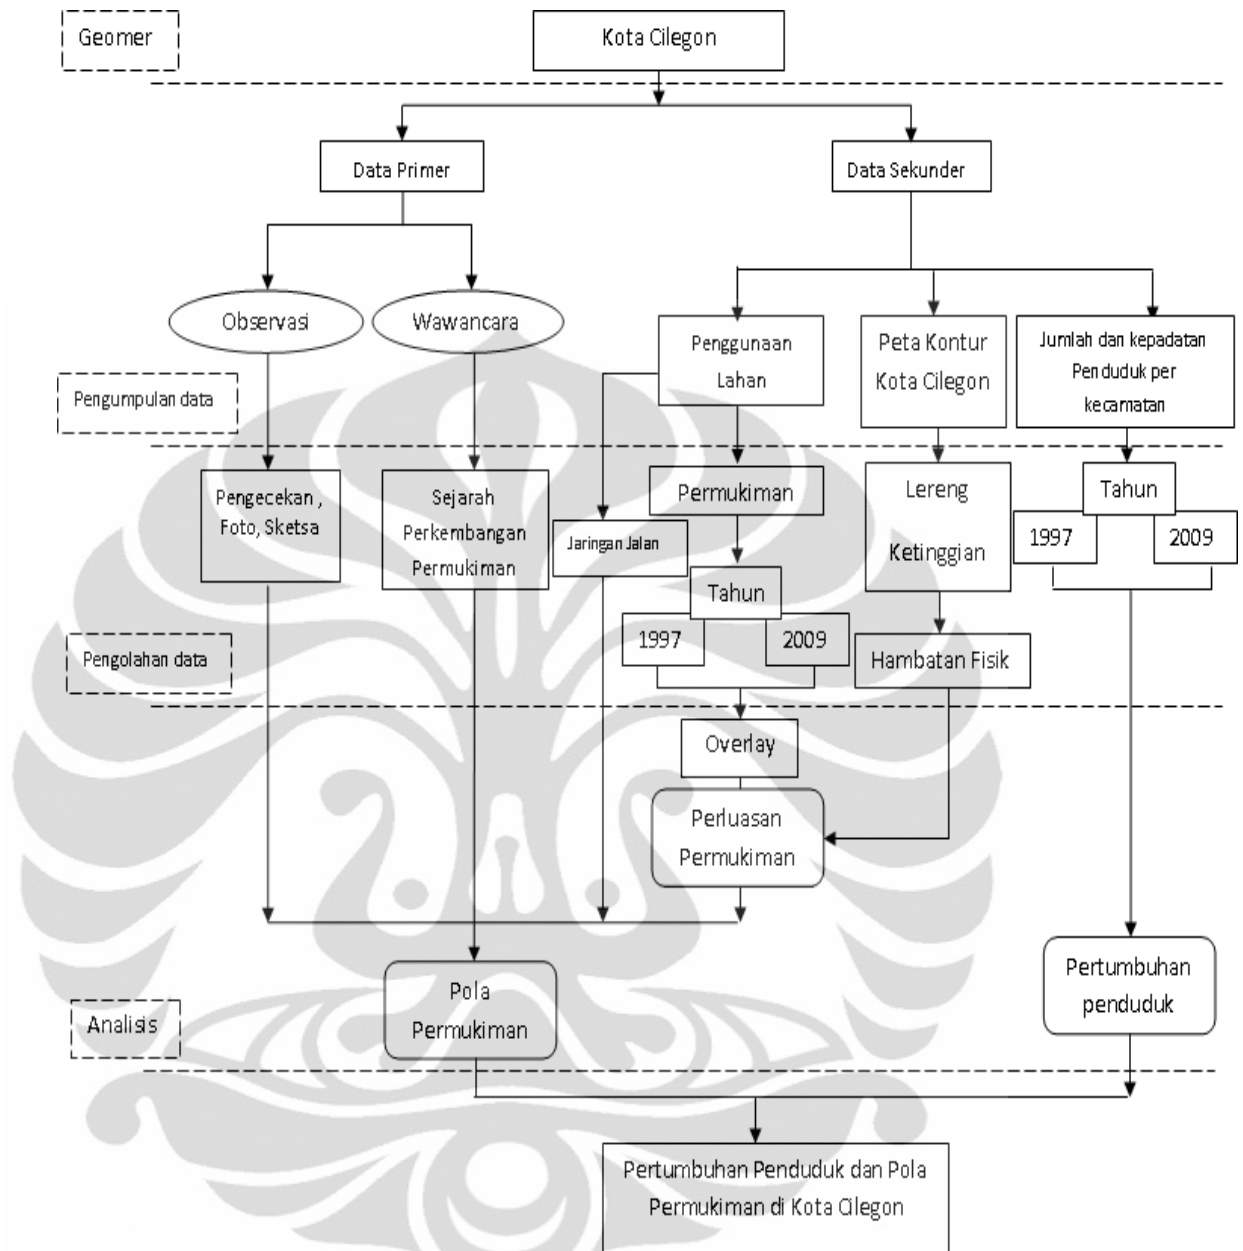 Geomer
Kota Cilegon
Data Primer
Data Sekunder
Observasi
Wawancara
Penggunaan
Lahan
Peta Kontur
Kota Cilegon
Jumlah dan kepadatan
Penduduk per
kecamatan
Pengumpulan data
Pengecekan ,
Foto, Sketsa
Sejarah
Perkembangan
Permukiman
Jaringan Jalan
Permukiman
Tahun
1997
2009
Lereng
Ketinggian
Tahun
1997
2009
Pengolahan data
Hambatan Fisik
Overlay
Perluasan
Permukiman
Pola
Permukiman
Pertumbuhan
penduduk
Analisis
Pertumbuhan Penduduk dan Pola
Permukiman di Kota Cilegon